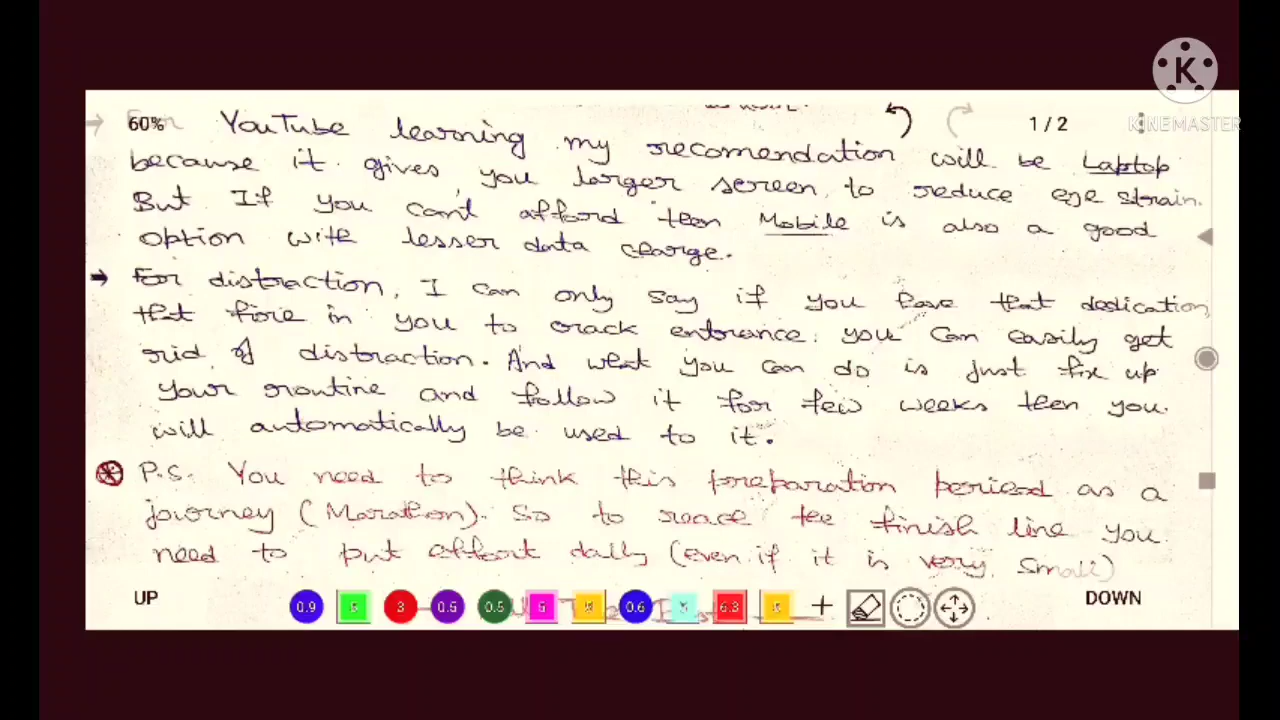 60%
1 / 2
KINEMASTER
→ For YouTube learning my recomendation will be Laptop
because it gives you larger screen, to reduce eye strain.
But If you can't afford then Mobile is also a good
option with lesser data charge.
→ For distraction, I can only say if you have that dedication,
that fire in you to crack entrance. you can easily get
rid of distraction. And what you can do is just fix up
your routine and follow it for few weeks then you
will automatically be used to it.
P.S. You need to think this preparation period as a
journey (Marathon). So to reach the finish line you
need to put effort daily (even if it is very small)
UP
0.9 5 3 0.5 0.5 5 0.6 6.3
DOWN